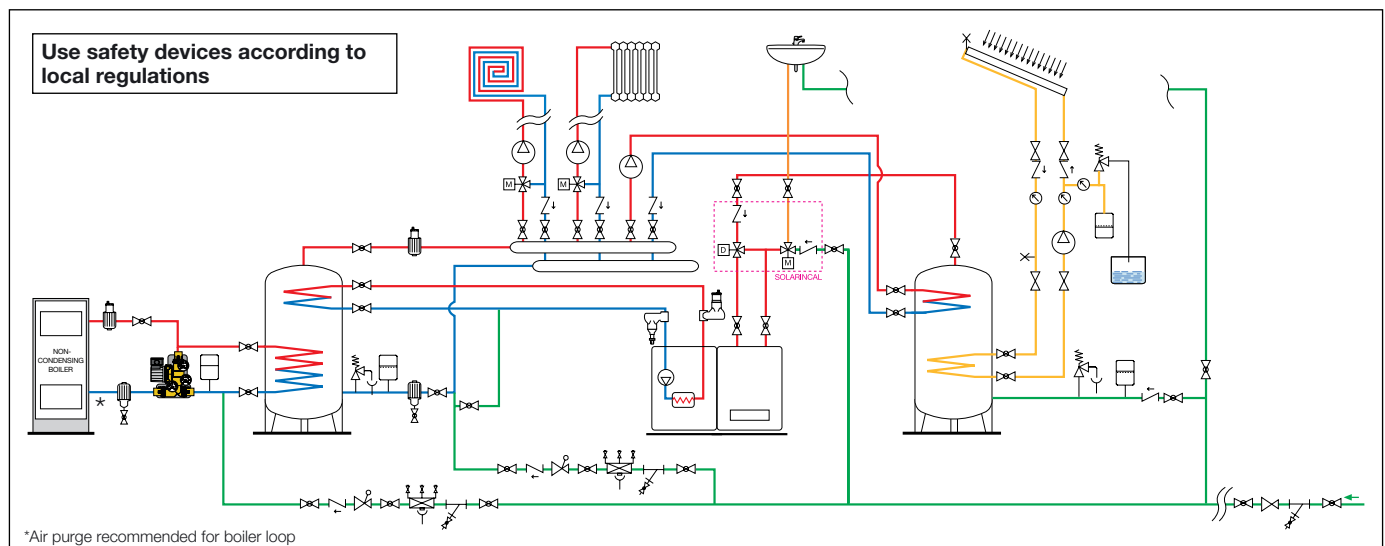 Use safety devices according to
local regulations
M
M
D
M
SOLARINCAL
NON-
CONDENSING
BOILER
*
*Air purge recommended for boiler loop